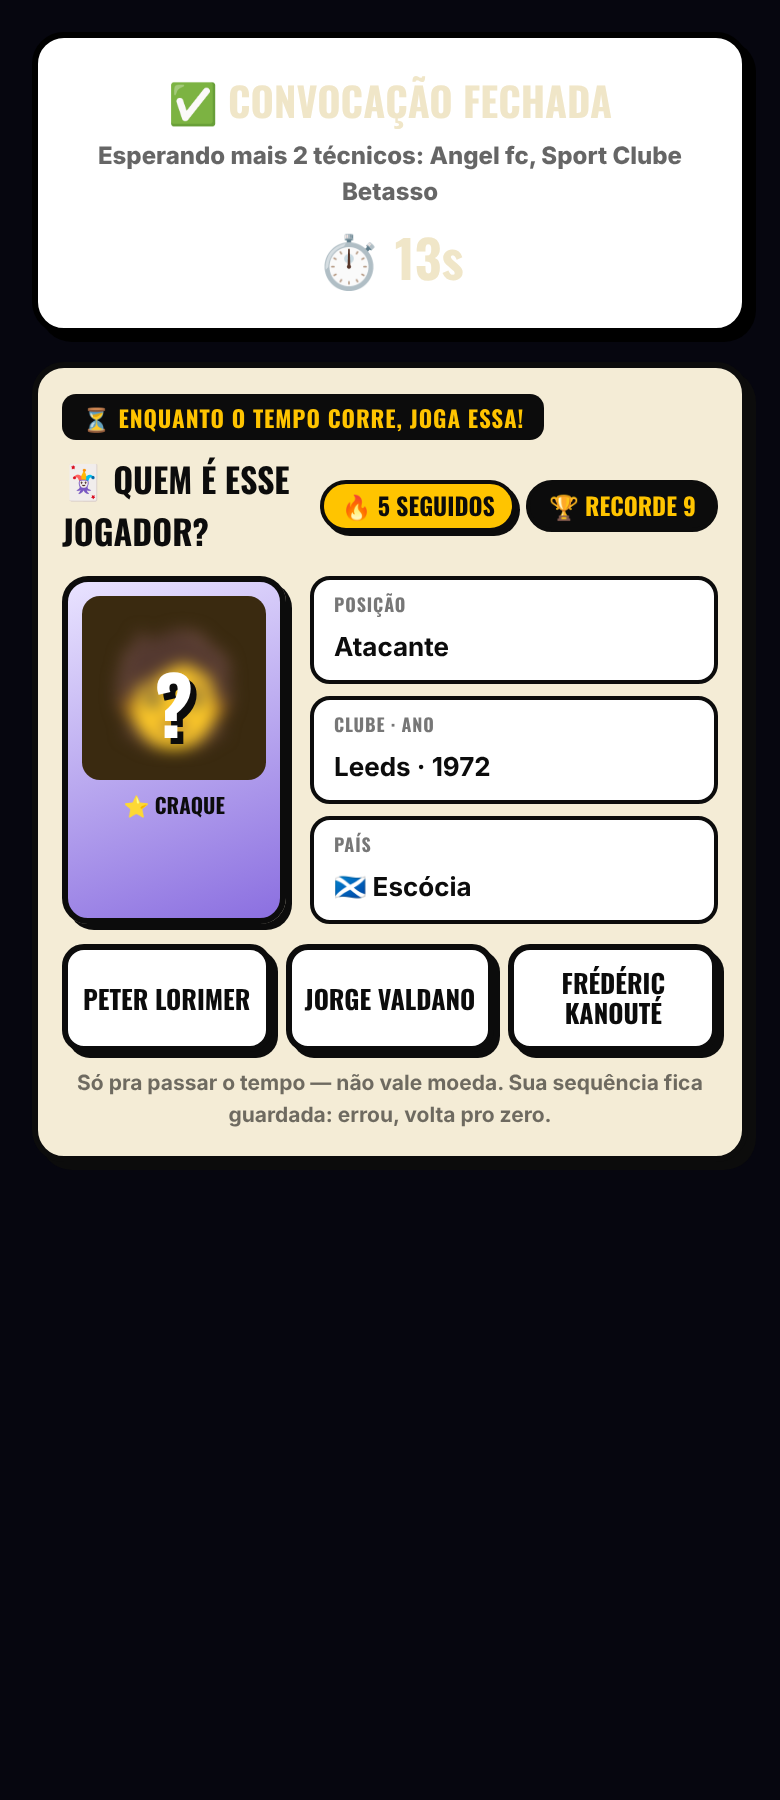 ✅ CONVOCAÇÃO FECHADA
Esperando mais 2 técnicos: Angel fc, Sport Clube
Betasso
⏱️ 13s
⏳ ENQUANTO O TEMPO CORRE, JOGA ESSA!
🃏 QUEM É ESSE
JOGADOR?
🔥 5 SEGUIDOS
🏆 RECORDE 9
?
⭐ CRAQUE
POSIÇÃO
Atacante
CLUBE · ANO
Leeds · 1972
PAÍS
🏴󠁧󠁢󠁳󠁣󠁴󠁿 Escócia
PETER LORIMER
JORGE VALDANO
FRÉDÉRIC
KANOUTÉ
Só pra passar o tempo — não vale moeda. Sua sequência fica
guardada: errou, volta pro zero.